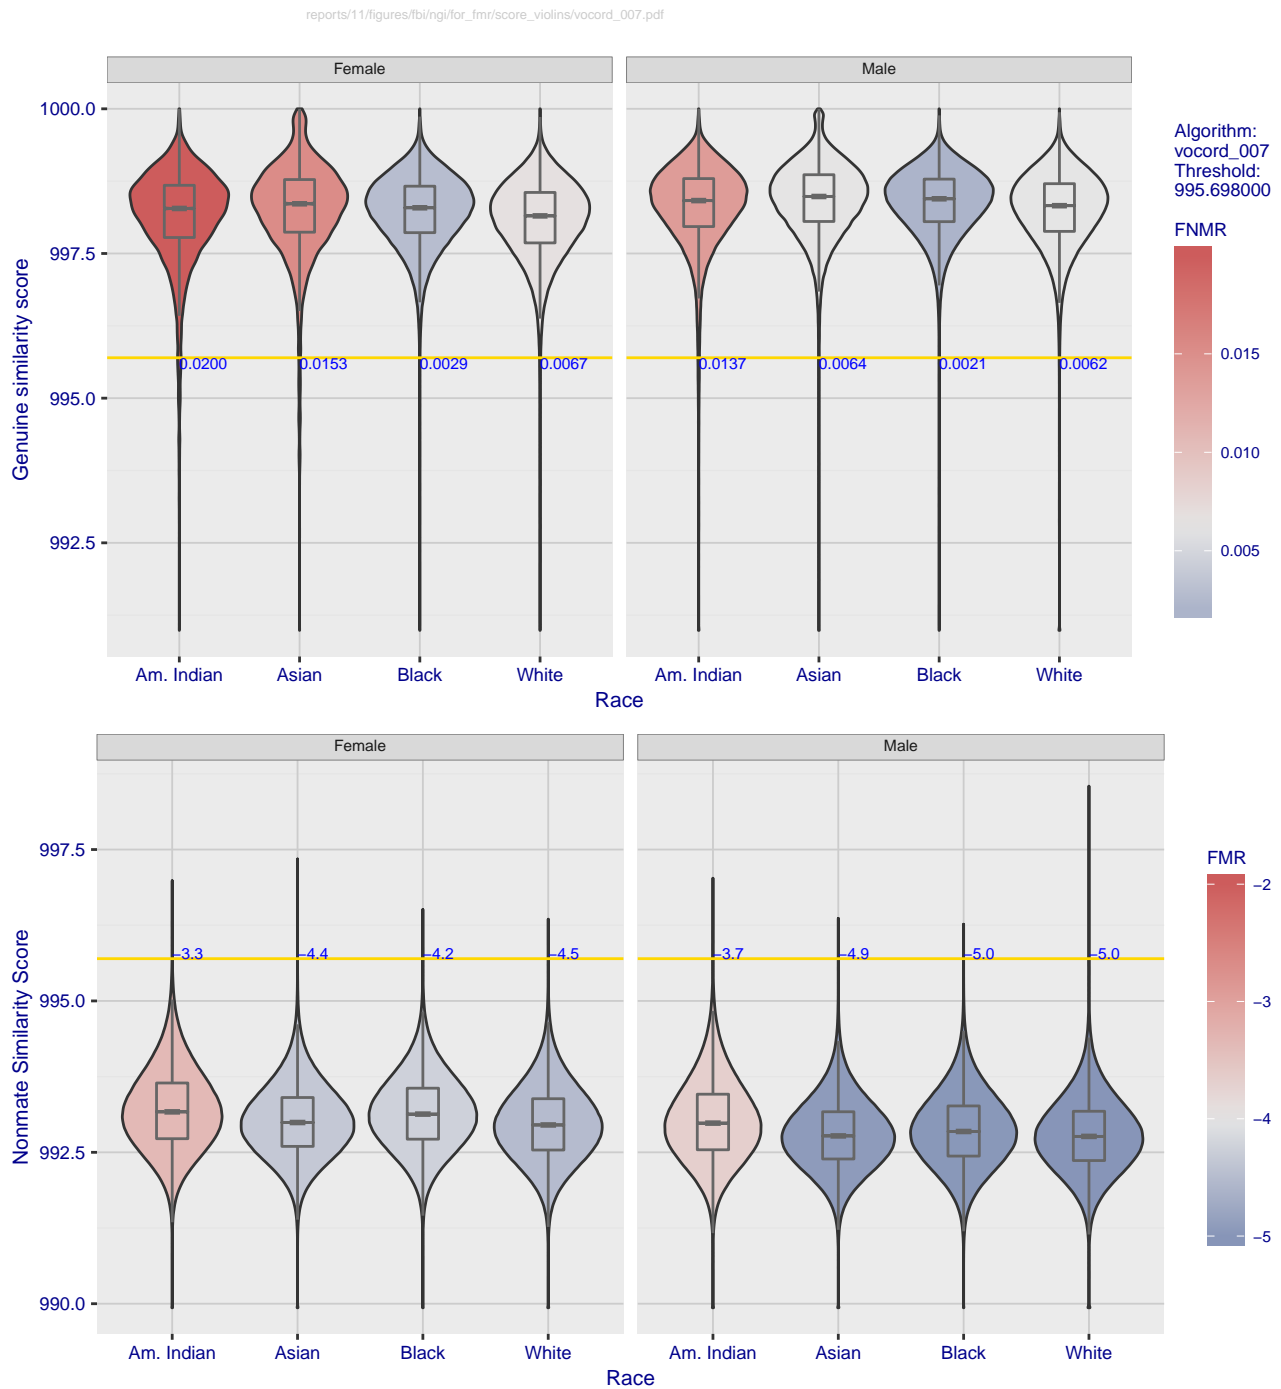 reports/11/figures/fbi/ngi/for_fmr/score_violins/vocord_007.pdf
Female
Male
1000.0
997.5
995.0
992.5
Genuine similarity score
0.0200
0.0153
0.0029
0.0067
0.0137
0.0064
0.0021
0.0062
Am. Indian
Asian
Black
White
Am. Indian
Asian
Black
White
Race
Algorithm:
vocord_007
Threshold:
995.698000
FNMR
0.015
0.010
0.005
Female
Male
997.5
995.0
992.5
990.0
Nonmate Similarity Score
−3.3
−4.4
−4.2
−4.5
−3.7
−4.9
−5.0
−5.0
Am. Indian
Asian
Black
White
Am. Indian
Asian
Black
White
Race
FMR
−2
−3
−4
−5